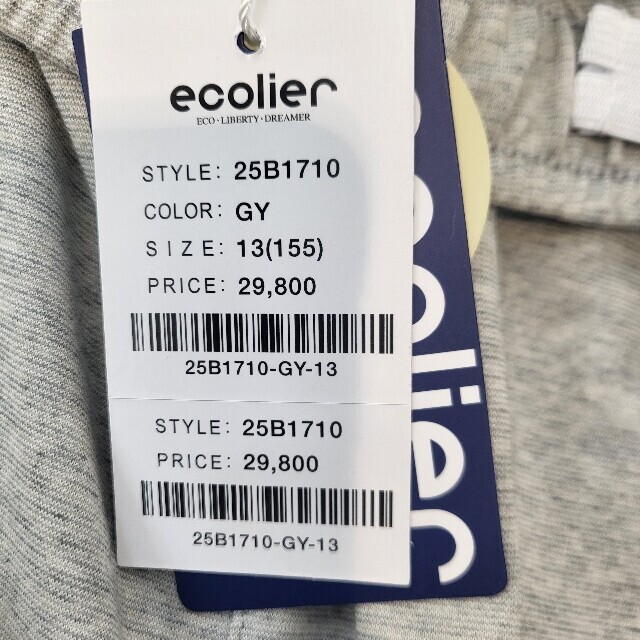 ecolier
ECO·LIBERTY·DREAMER
STYLE: 25B1710
COLOR: GY
SIZE: 13(155)
PRICE: 29,800
25B1710-GY-13
STYLE: 25B1710
PRICE: 29,800
25B1710-GY-13
ecolier